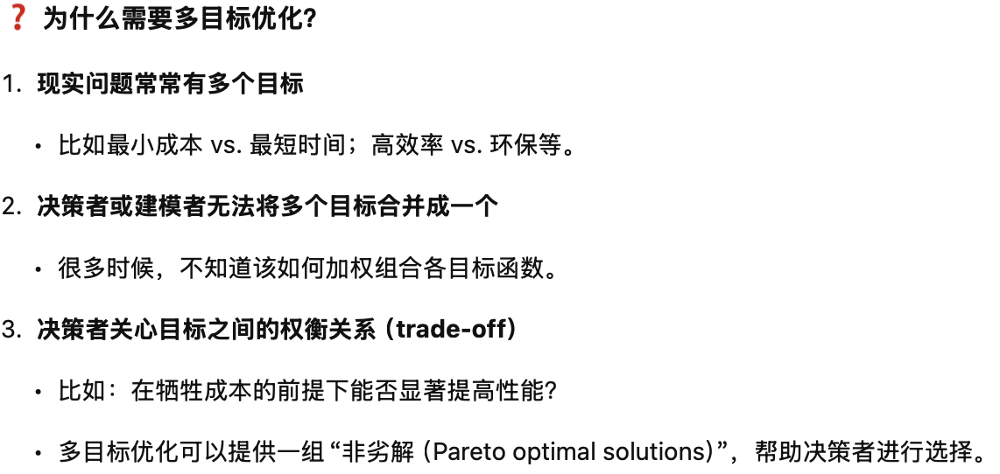 ❓ 为什么需要多目标优化?
1. 现实问题常常有多个目标
• 比如最小成本 vs. 最短时间；高效率 vs. 环保等。
2. 决策者或建模者无法将多个目标合并成一个
• 很多时候，不知道该如何加权组合各目标函数。
3. 决策者关心目标之间的权衡关系（trade-off）
• 比如：在牺牲成本的前提下能否显著提高性能?
• 多目标优化可以提供一组“非劣解（Pareto optimal solutions）”，帮助决策者进行选择。